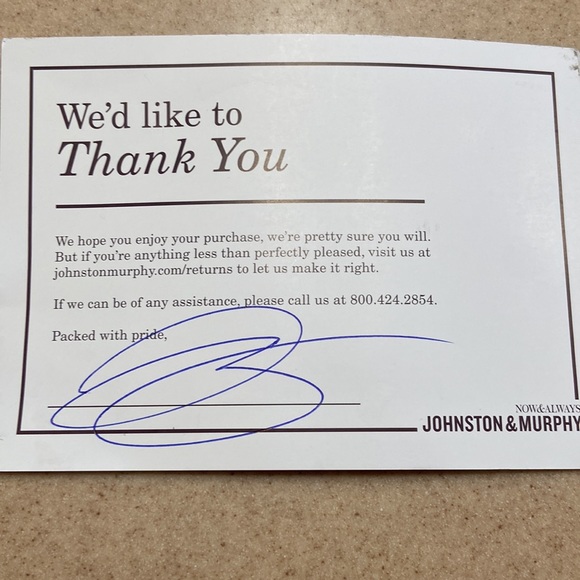 We'd like to
Thank You
We hope you enjoy your purchase, we're pretty sure you will.
But if you're anything less than perfectly pleased, visit us at
johnstonmurphy.com/returns to let us make it right.
If we can be of any assistance, please call us at 800.424.2854.
Packed with pride,
NOW&ALWAYS
JOHNSTON & MURPHY